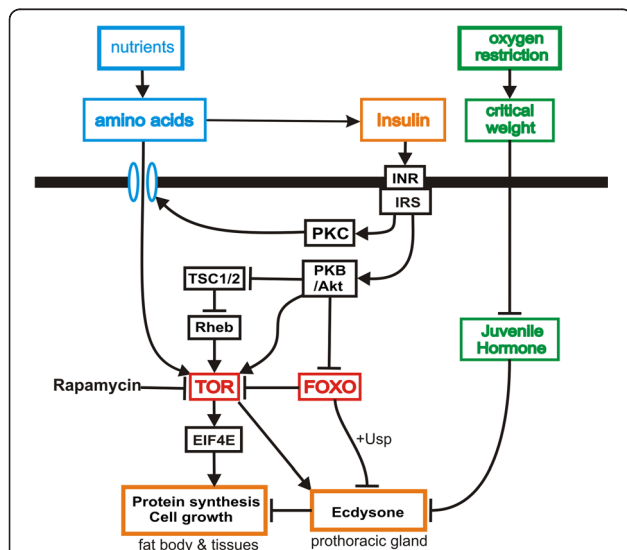 nutrients
oxygen
restriction
amino acids
Insulin
critical
weight
INR
IRS
PKC
TSC1/2
PKB
/Akt
Rheb
Juvenile
Hormone
Rapamycin
TOR
FOXO
EIF4E
+Usp
Protein synthesis
Cell growth
Ecdysone
fat body & tissues
prothoracic gland